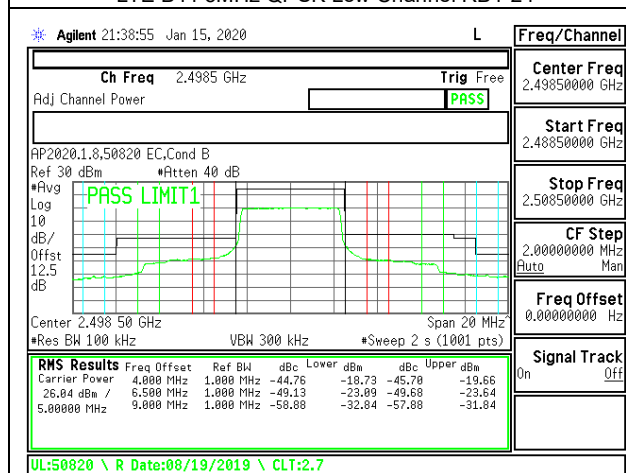 Agilent 21:38:55 Jan 15, 2020 L
Freq/Channel
Ch Freq 2.4985 GHz Trig Free
Adj Channel Power PASS
Center Freq
2.49850000 GHz
Start Freq
2.48850000 GHz
Stop Freq
2.50850000 GHz
CF Step
2.00000000 MHz
Auto Man
Freq Offset
0.00000000 Hz
Signal Track
On Off
AP2020.1.8,50820 EC,Cond B
Ref 30 dBm #Atten 40 dB
#Avg
Log
10
dB/
Offst
12.5
dB
PASS LIMIT1
Center 2.498 50 GHz Span 20 MHz^
#Res BW 100 kHz VBW 300 kHz #Sweep 2 s (1001 pts)
RMS Results Freq Offset Ref BW dBc Lower dBm dBc Upper dBm
Carrier Power 4.000 MHz 1.000 MHz -44.76 -18.73 -45.70 -19.66
26.04 dBm / 6.500 MHz 1.000 MHz -49.13 -23.09 -49.68 -23.64
5.00000 MHz 9.000 MHz 1.000 MHz -58.88 -32.84 -57.88 -31.84
UL:50820 \ R Date:08/19/2019 \ CLT:2.7